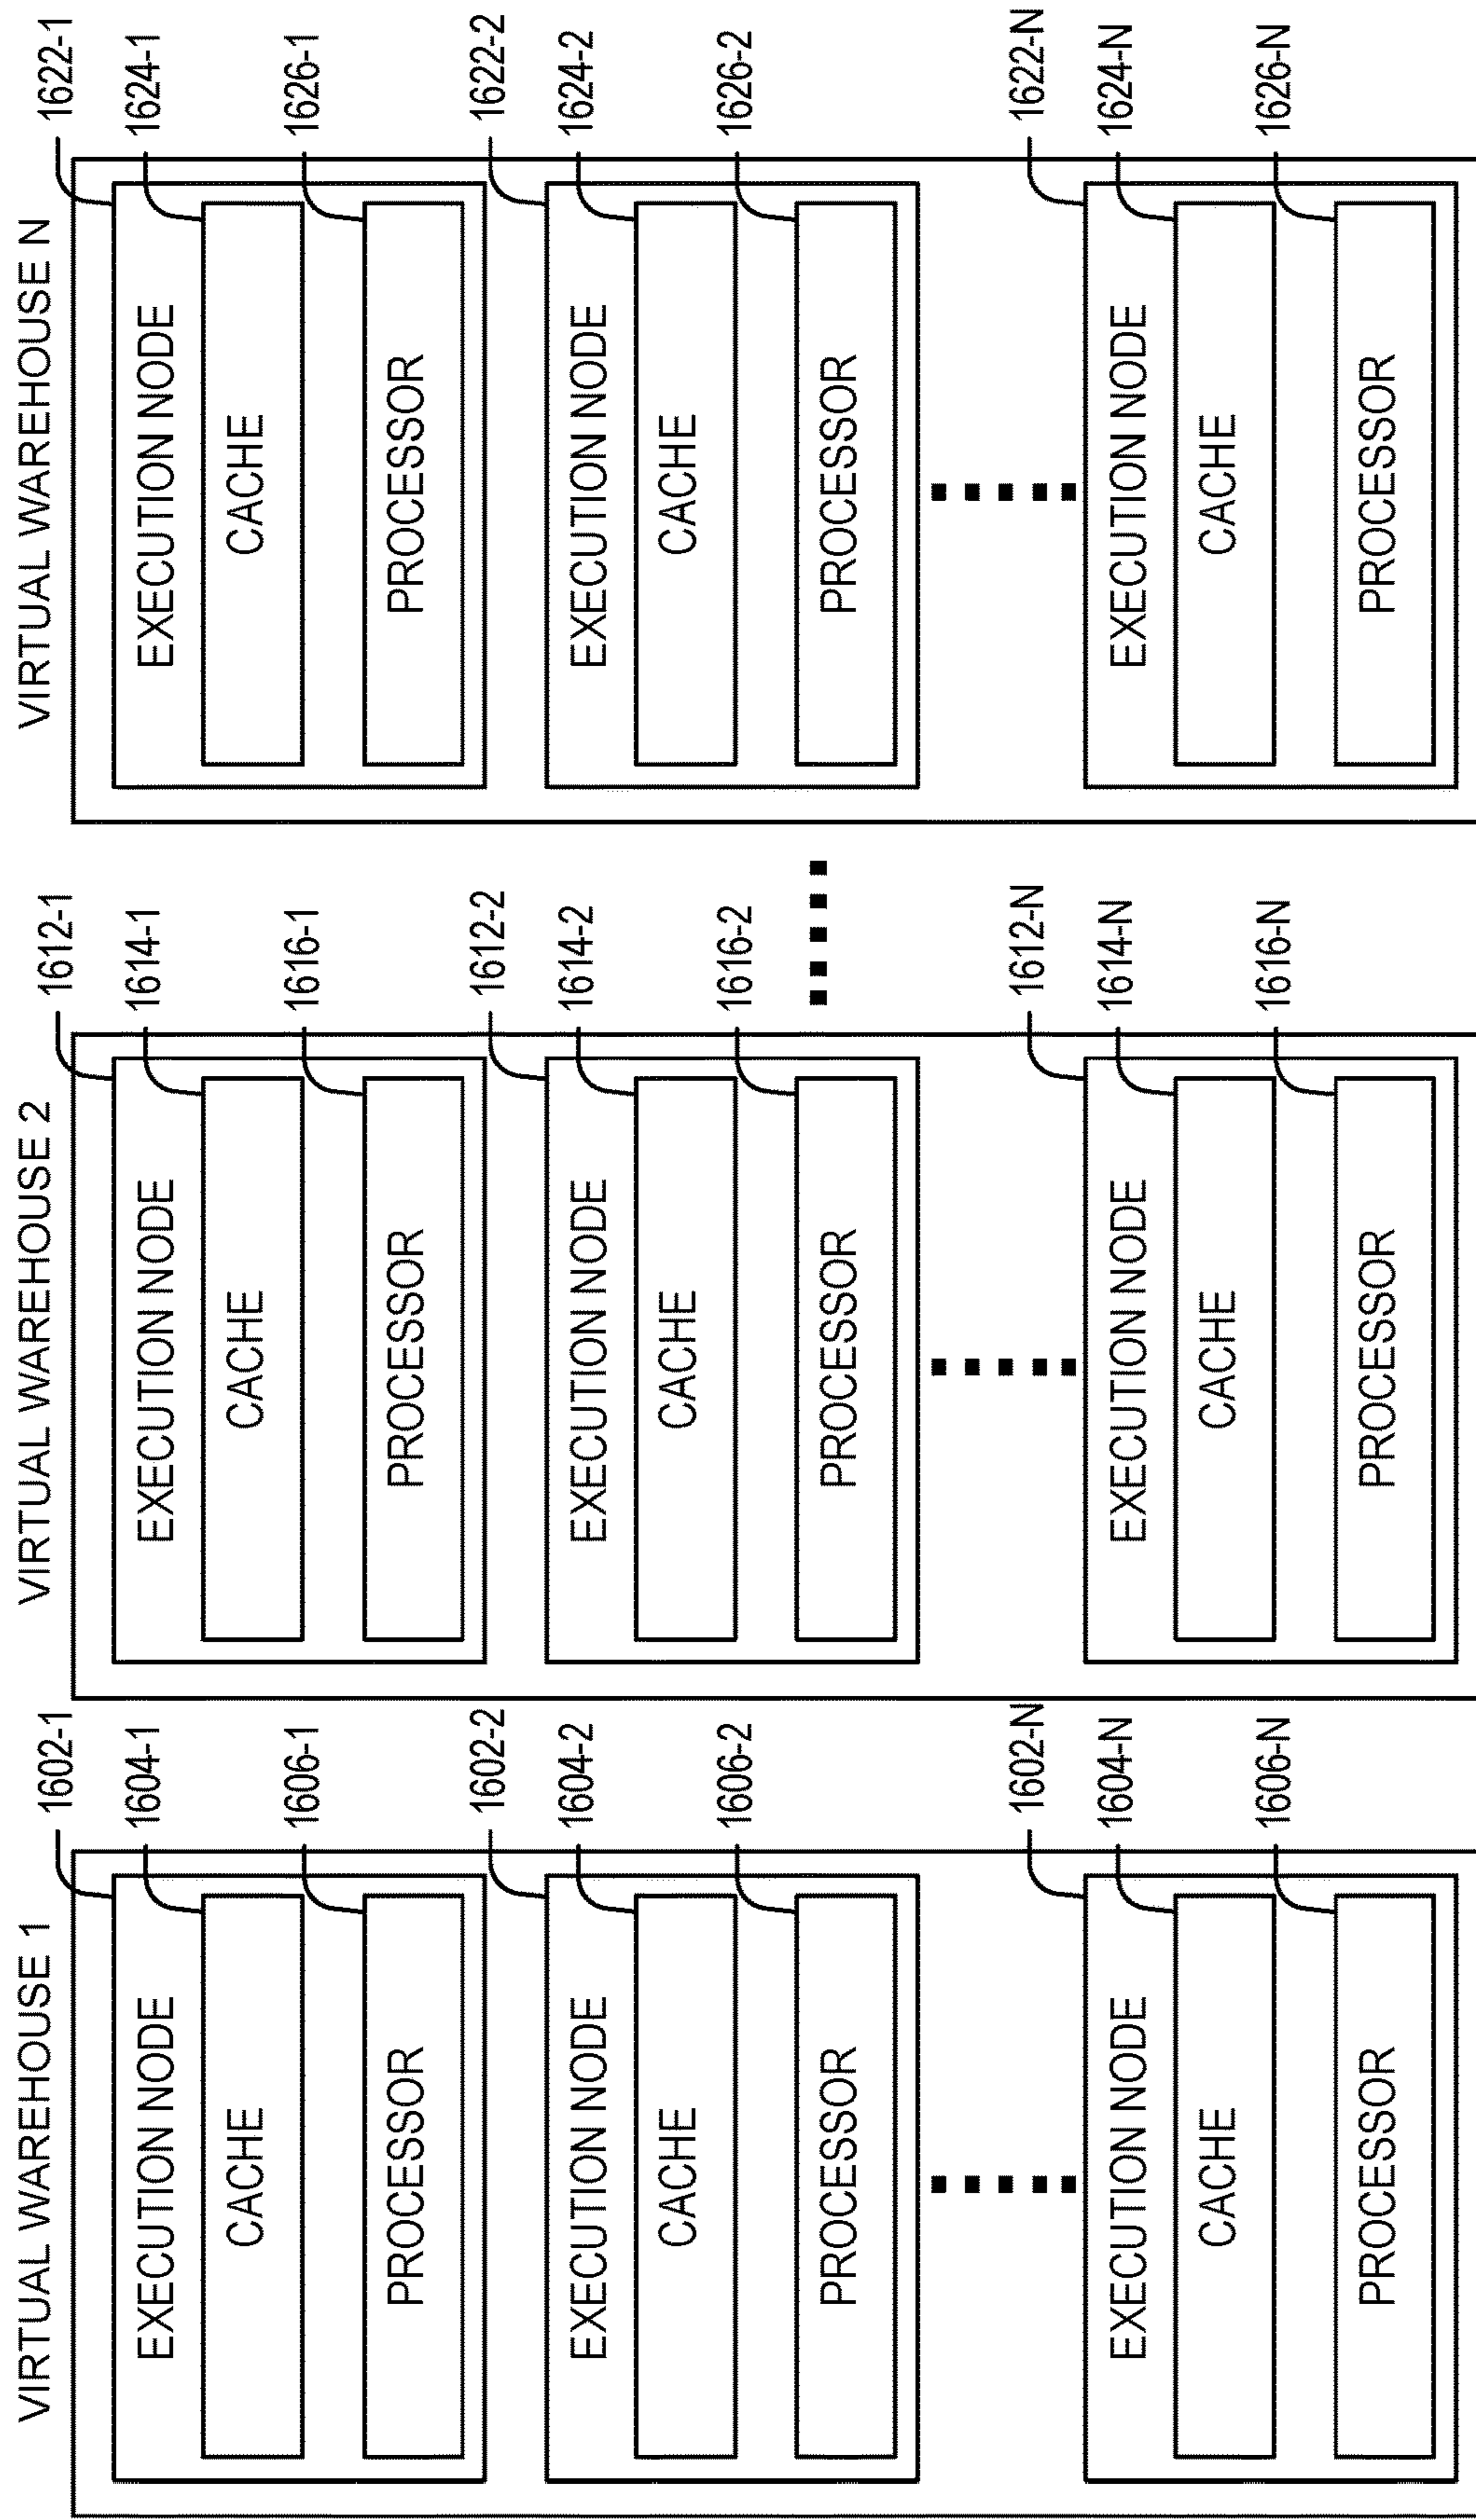 VIRTUAL WAREHOUSE 1
1602-1
EXECUTION NODE
1604-1
CACHE
1606-1
PROCESSOR
1602-2
EXECUTION NODE
1604-2
CACHE
1606-2
PROCESSOR
1602-N
EXECUTION NODE
1604-N
CACHE
1606-N
PROCESSOR
VIRTUAL WAREHOUSE 2
1612-1
EXECUTION NODE
1614-1
CACHE
1616-1
PROCESSOR
1612-2
EXECUTION NODE
1614-2
CACHE
1616-2
PROCESSOR
1612-N
EXECUTION NODE
1614-N
CACHE
1616-N
PROCESSOR
VIRTUAL WAREHOUSE N
1622-1
EXECUTION NODE
1624-1
CACHE
1626-1
PROCESSOR
1622-2
EXECUTION NODE
1624-2
CACHE
1626-2
PROCESSOR
1622-N
EXECUTION NODE
1624-N
CACHE
1626-N
PROCESSOR